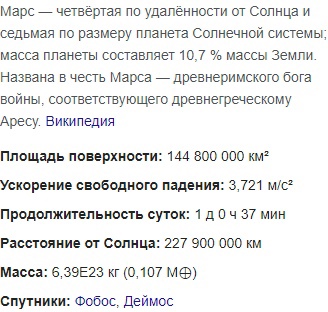 Марс — четвёртая по удалённости от Солнца и
седьмая по размеру планета Солнечной системы;
масса планеты составляет 10,7 % массы Земли.
Названа в честь Марса — древнеримского бога
войны, соответствующего древнегреческому
Аресу. Википедия
Площадь поверхности: 144 800 000 км²
Ускорение свободного падения: 3,721 м/с²
Продолжительность суток: 1 д 0 ч 37 мин
Расстояние от Солнца: 227 900 000 км
Масса: 6,39E23 кг (0,107 M⊕)
Спутники: Фобос, Деймос